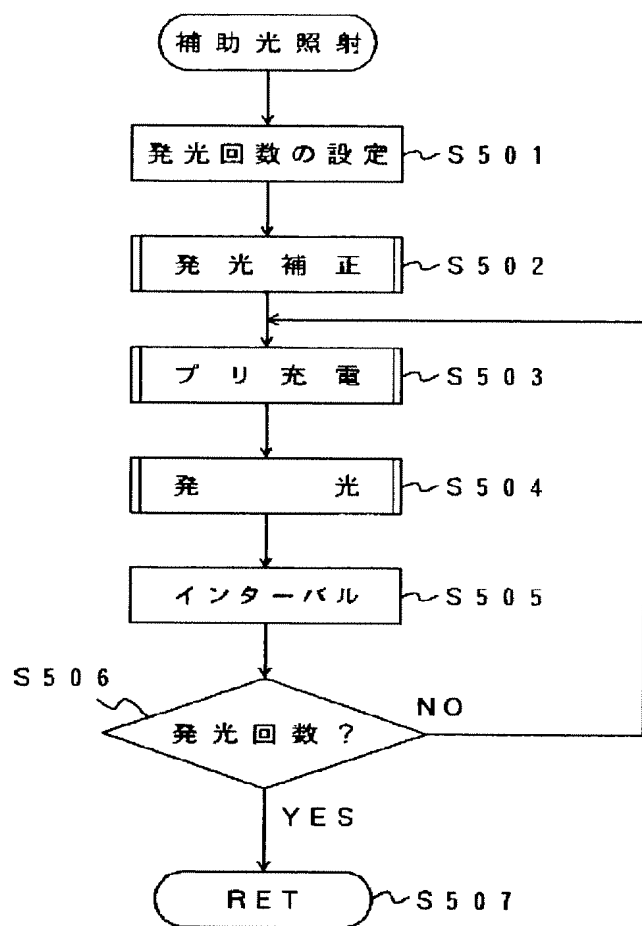 補助光照射
発光回数の設定 S501
発光補正 S502
プリ充電 S503
発光 S504
インターバル S505
S506
発光回数? NO
YES
RET S507